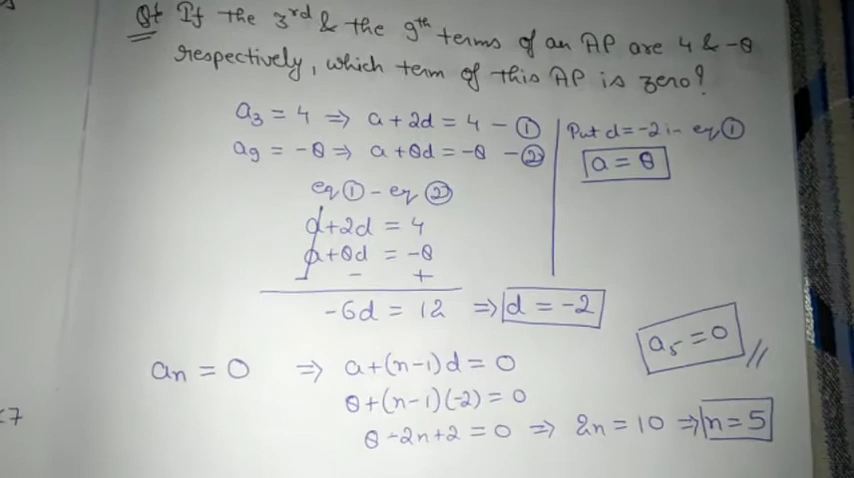 Q† If the 3rd & the 9th terms of an AP are 4 & -8
respectively, which term of this AP is zero?
a₃ = 4 ⇒ a + 2d = 4 - ①
a₉ = -8 ⇒ a + 8d = -8 - ②
eq ① - eq ②
a + 2d = 4
a + 8d = -8
- - +
-6d = 12 ⇒ d = -2
Put d = -2 in eq ①
a = 8
aₙ = 0 ⇒ a + (n-1)d = 0
8 + (n-1)(-2) = 0
8 - 2n + 2 = 0 ⇒ 2n = 10 ⇒ n = 5
a₅ = 0 //